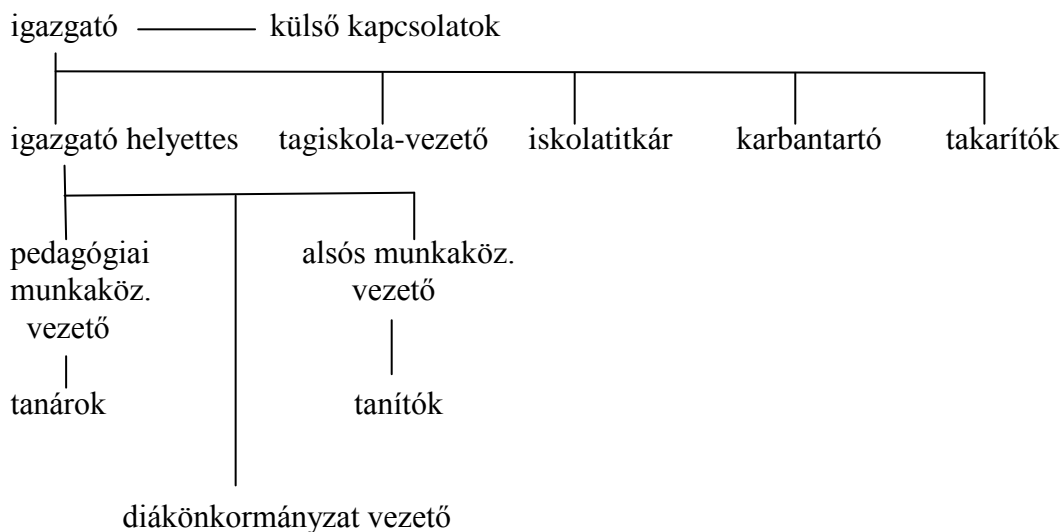 igazgató külső kapcsolatok
igazgató helyettes tagiskola-vezető iskolatitkár karbantartó takarítók
pedagógiai
munkaköz.
vezető
alsós munkaköz.
vezető
tanárok tanítók
diákönkormányzat vezető